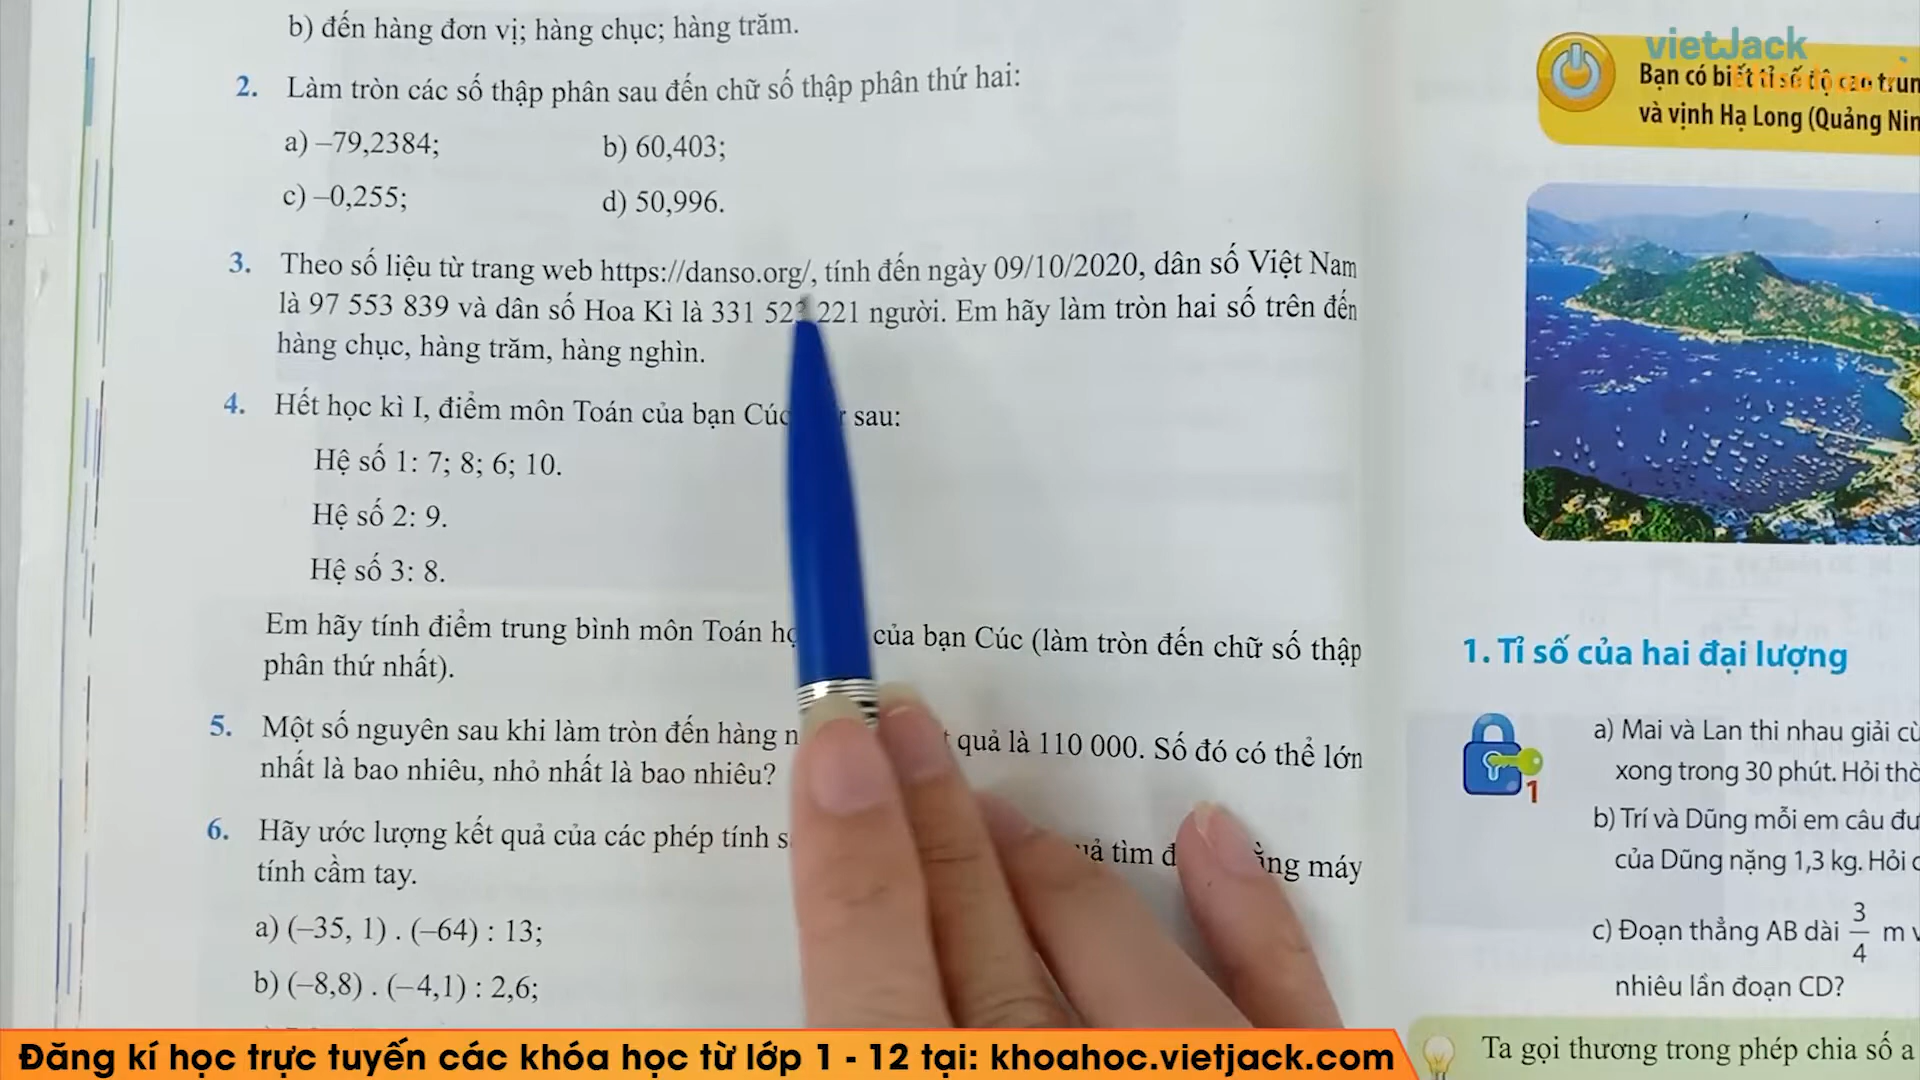 b) đến hàng đơn vị; hàng chục; hàng trăm.
2. Làm tròn các số thập phân sau đến chữ số thập phân thứ hai:
a) –79,2384; b) 60,403;
c) –0,255; d) 50,996.
3. Theo số liệu từ trang web https://danso.org/, tính đến ngày 09/10/2020, dân số Việt Nam
là 97 553 839 và dân số Hoa Kì là 331 523 221 người. Em hãy làm tròn hai số trên đến
hàng chục, hàng trăm, hàng nghìn.
4. Hết học kì I, điểm môn Toán của bạn Cúc sau:
Hệ số 1: 7; 8; 6; 10.
Hệ số 2: 9.
Hệ số 3: 8.
Em hãy tính điểm trung bình môn Toán của bạn Cúc (làm tròn đến chữ số thập
phân thứ nhất).
5. Một số nguyên sau khi làm tròn đến hàng quả là 110 000. Số đó có thể lớn
nhất là bao nhiêu, nhỏ nhất là bao nhiêu?
6. Hãy ước lượng kết quả của các phép tính tìm máy
tính cầm tay.
a) (–35, 1) . (–64) : 13;
b) (–8,8) . (–4,1) : 2,6;
vietJack
Bạn có biết tỉ số độ cao
và vịnh Hạ Long (Quảng
1. Tỉ số của hai đại lượng
1
a) Mai và Lan thi nhau giải
xong trong 30 phút. Hỏi
b) Trí và Dũng mỗi em câu
của Dũng nặng 1,3 kg. Hỏi
c) Đoạn thẳng AB dài 3/4 m
nhiêu lần đoạn CD?
Ta gọi thương trong phép chia số a
Đăng kí học trực tuyến các khóa học từ lớp 1 - 12 tại: khoahoc.vietjack.com